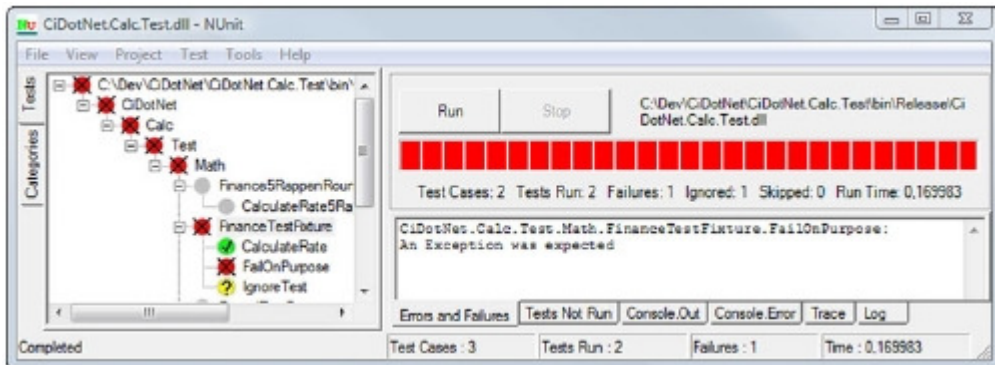 CiDotNet.Calc.Test.dll - NUnit
File View Project Test Tools Help
Tests
Categories
C:\Dev\CiDotNet\CiDotNet.Calc.Test\bin\
CiDotNet
Calc
Test
Math
Finance5RappenRour
CalculateRate5Ra
FinanceTestFixture
CalculateRate
FailOnPurpose
IgnoreTest
Run
Stop
C:\Dev\CiDotNet\CiDotNet.Calc.Test\bin\Release\Ci
DotNet.Calc.Test.dll
Test Cases: 2 Tests Run: 2 Failures: 1 Ignored: 1 Skipped: 0 Run Time: 0,169983
CiDotNet.Calc.Test.Math.FinanceTestFixture.FailOnPurpose:
An Exception was expected
Errors and Failures Tests Not Run Console.Out Console.Error Trace Log
Completed
Test Cases : 3 Tests Run : 2 Failures : 1 Time : 0.169983